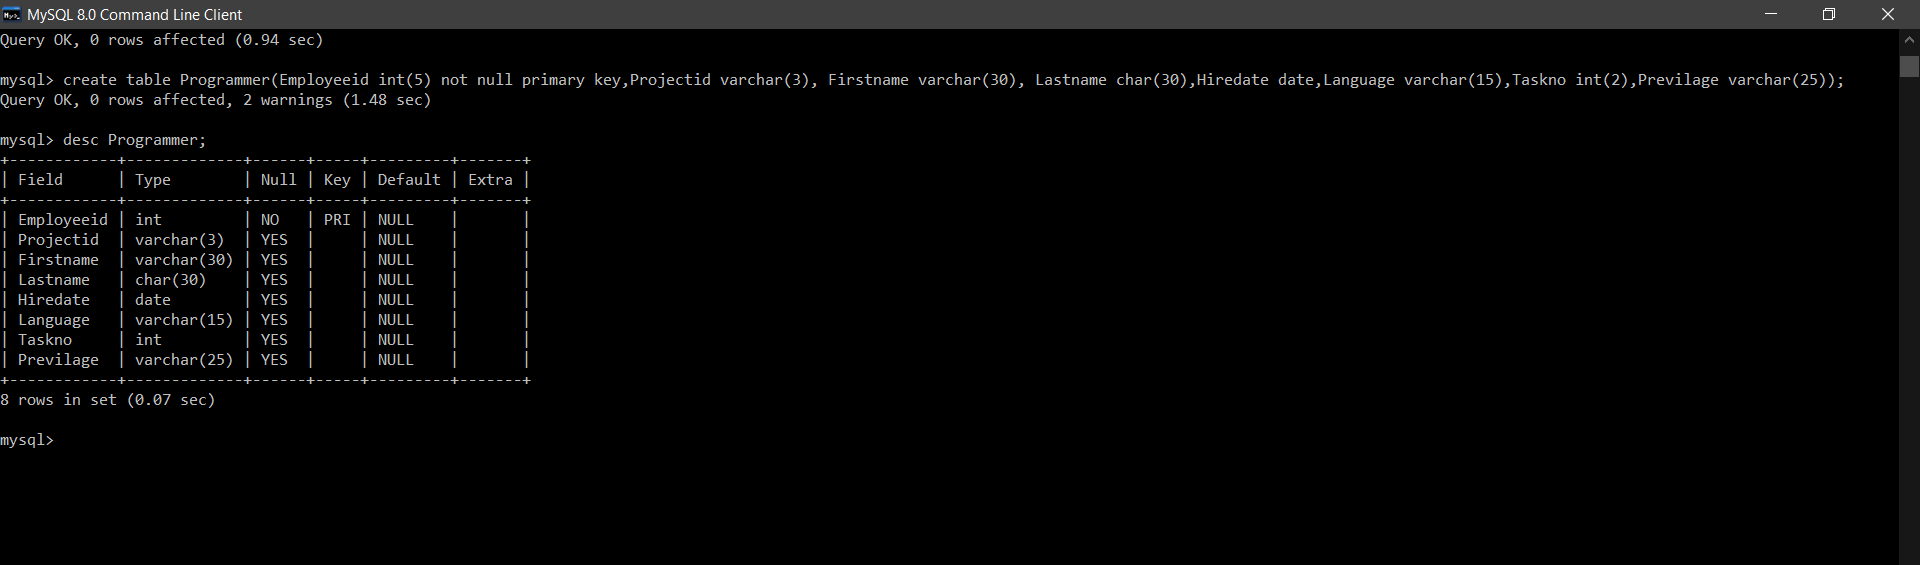 MySQL 8.0 Command Line Client
Query OK, 0 rows affected (0.94 sec)
mysql> create table Programmer(Employeeid int(5) not null primary key,Projectid varchar(3), Firstname varchar(30), Lastname char(30),Hiredate date,Language varchar(15),Taskno int(2),Previlage varchar(25));
Query OK, 0 rows affected, 2 warnings (1.48 sec)
mysql> desc Programmer;
+------------+-------------+------+-----+---------+-------+
| Field      | Type        | Null | Key | Default | Extra |
+------------+-------------+------+-----+---------+-------+
| Employeeid | int         | NO   | PRI | NULL    |       |
| Projectid  | varchar(3)  | YES  |     | NULL    |       |
| Firstname  | varchar(30) | YES  |     | NULL    |       |
| Lastname   | char(30)    | YES  |     | NULL    |       |
| Hiredate   | date        | YES  |     | NULL    |       |
| Language   | varchar(15) | YES  |     | NULL    |       |
| Taskno     | int         | YES  |     | NULL    |       |
| Previlage  | varchar(25) | YES  |     | NULL    |       |
+------------+-------------+------+-----+---------+-------+
8 rows in set (0.07 sec)
mysql>